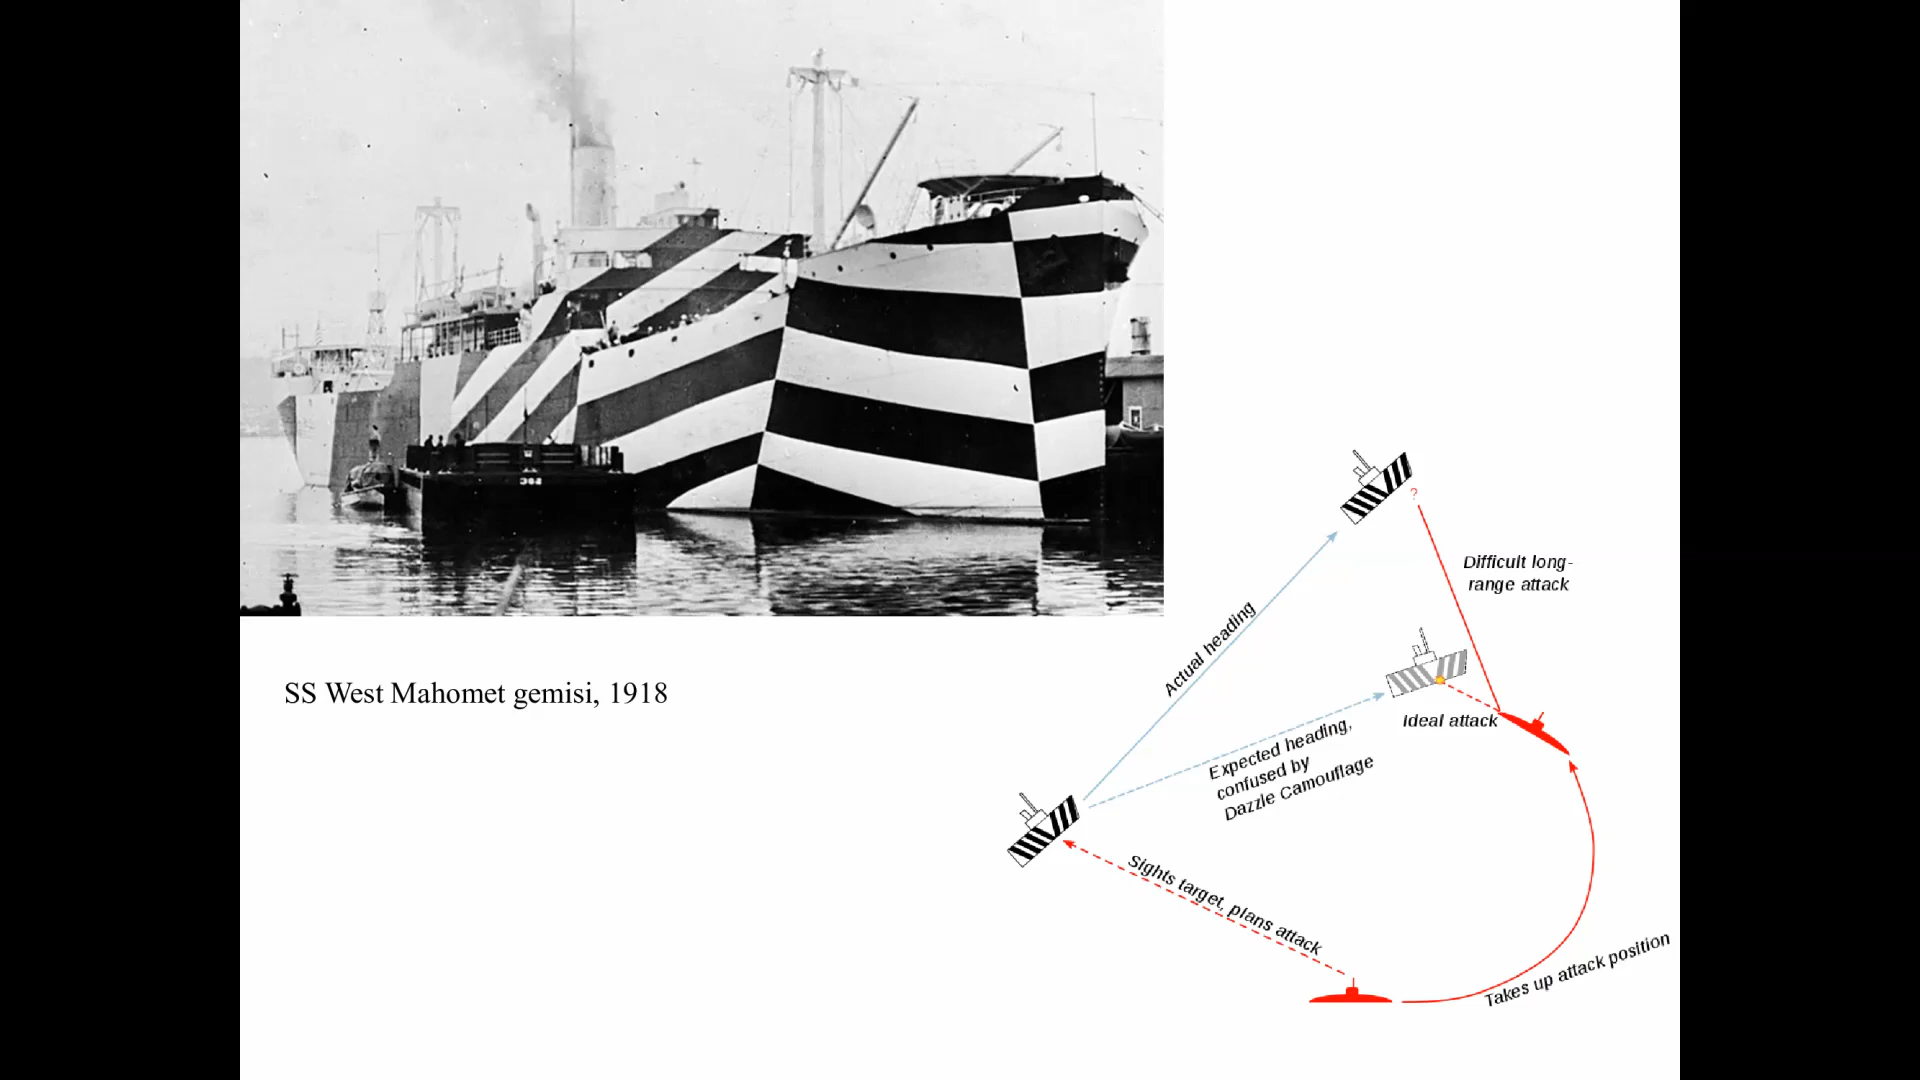 382
SS West Mahomet gemisi, 1918
?
Difficult long-
range attack
Actual heading
Ideal attack
Expected heading,
confused by
Dazzle Camouflage
Sights target, plans attack
Takes up attack position